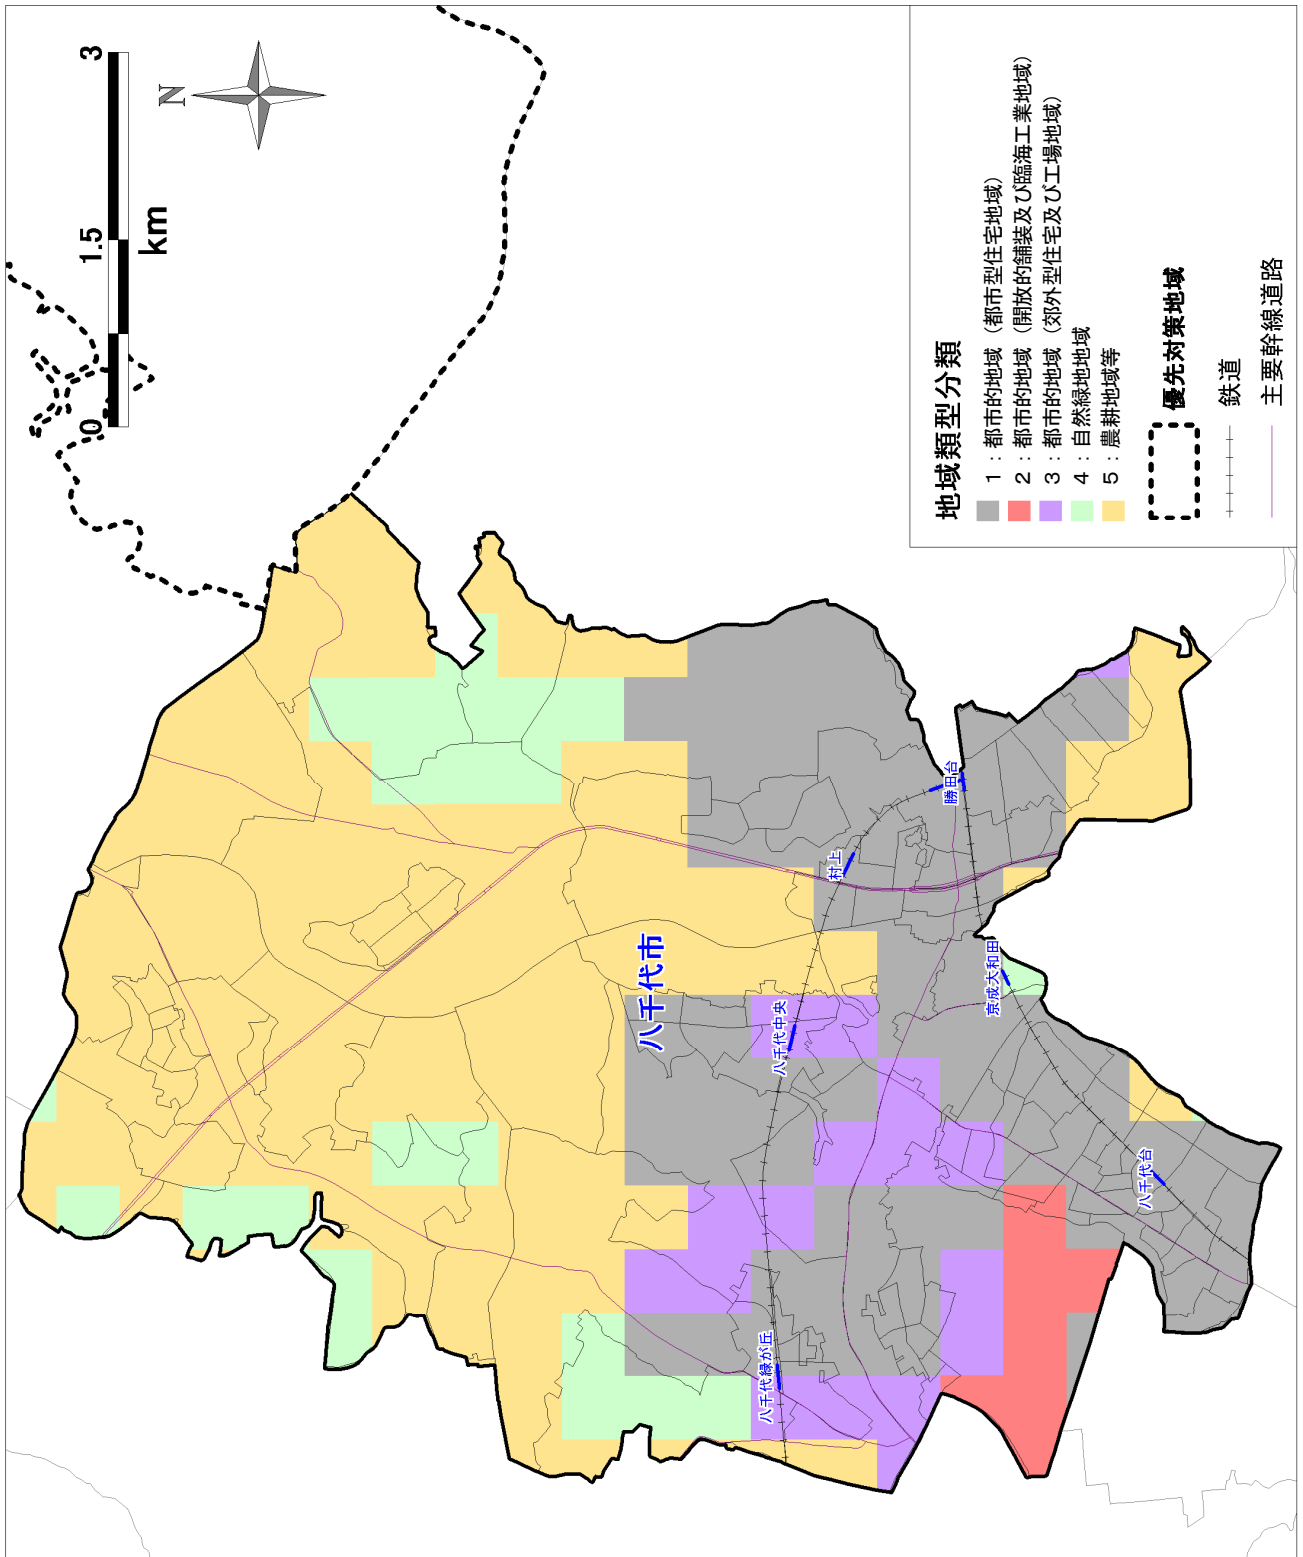 N
0 1.5 3
km
地域類型分類
1：都市的地域（都市型住宅地域）
2：都市的地域（開放的舗装及び臨海工業地域）
3：都市的地域（郊外型住宅及び工場地域）
4：自然緑地地域
5：農耕地域等
優先対策地域
鉄道
主要幹線道路
八千代市
村上
勝田台
京成大和田
八千代中央
八千代台
八千代緑が丘